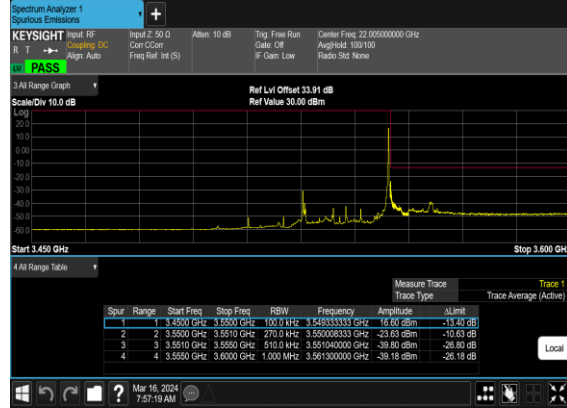 Spectrum Analyzer 1
Spurious Emissions
KEYSIGHT Input: RF Input Z: 50 Ω Atten: 10 dB Trig: Free Run Center Freq: 22.005000000 GHz
R T Coupling: DC Corr CCorr Gate: Off Avg|Hold: 100/100
Align: Auto Freq Ref: Int (S) IF Gain: Low Radio Std: None
PASS
3 All Range Graph
Ref Lvl Offset 33.91 dB
Scale/Div 10.0 dB Ref Value 30.00 dBm
Log
20.0
10.0
0.00
-10.0
-20.0
-30.0
-40.0
-50.0
-60.0
Start 3.450 GHz Stop 3.600 GH
4 All Range Table
Measure Trace Trace 1
Trace Type Trace Average (Active)
Spur Range Start Freq Stop Freq RBW Frequency Amplitude ΔLimit
1 1 3.4500 GHz 3.5500 GHz 100.0 kHz 3.549333333 GHz 16.60 dBm -13.40 dB
2 2 3.5500 GHz 3.5510 GHz 270.0 kHz 3.550008333 GHz -23.63 dBm -10.63 dB
3 3 3.5510 GHz 3.5550 GHz 510.0 kHz 3.551040000 GHz -39.80 dBm -26.80 dB
4 4 3.5550 GHz 3.6000 GHz 1.000 MHz 3.561300000 GHz -39.18 dBm -26.18 dB
Local
Mar 16, 2024
7:57:19 AM